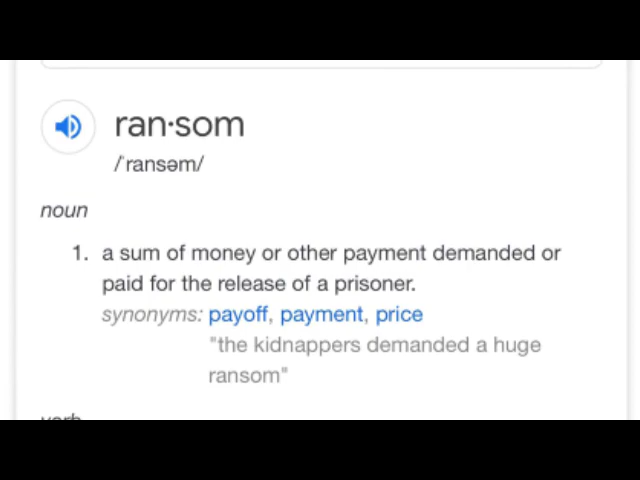 ran·som
/ˈransəm/
noun
1. a sum of money or other payment demanded or
paid for the release of a prisoner.
synonyms: payoff, payment, price
"the kidnappers demanded a huge
ransom"
verb